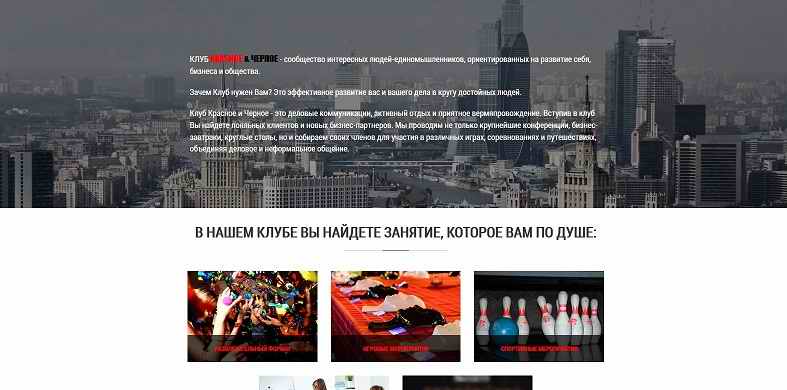 КЛУБ КРАСНОЕ & ЧЕРНОЕ - сообщество интересных людей-единомышленников, ориентированных на развитие себя,
бизнеса и общества.
Зачем Клуб нужен Вам? Это эффективное развитие вас и вашего дела в кругу достойных людей.
Клуб Красное и Черное - это деловые коммуникации, активный отдых и приятное времяпровождение. Вступив в клуб
Вы найдете лояльных клиентов и новых бизнес-партнеров. Мы проводим не только крупнейшие конференции, бизнес-
завтраки, круглые столы, но и собираем своих членов для участия в различных играх, соревнованиях и путешествиях,
объединяя деловое и неформальное общение.
В НАШЕМ КЛУБЕ ВЫ НАЙДЕТЕ ЗАНЯТИЕ, КОТОРОЕ ВАМ ПО ДУШЕ:
РАЗВЛЕКАТЕЛЬНЫЙ ФОРМАТ
ИГРОВЫЕ МЕРОПРИЯТИЯ
СПОРТИВНЫЕ МЕРОПРИЯТИЯ